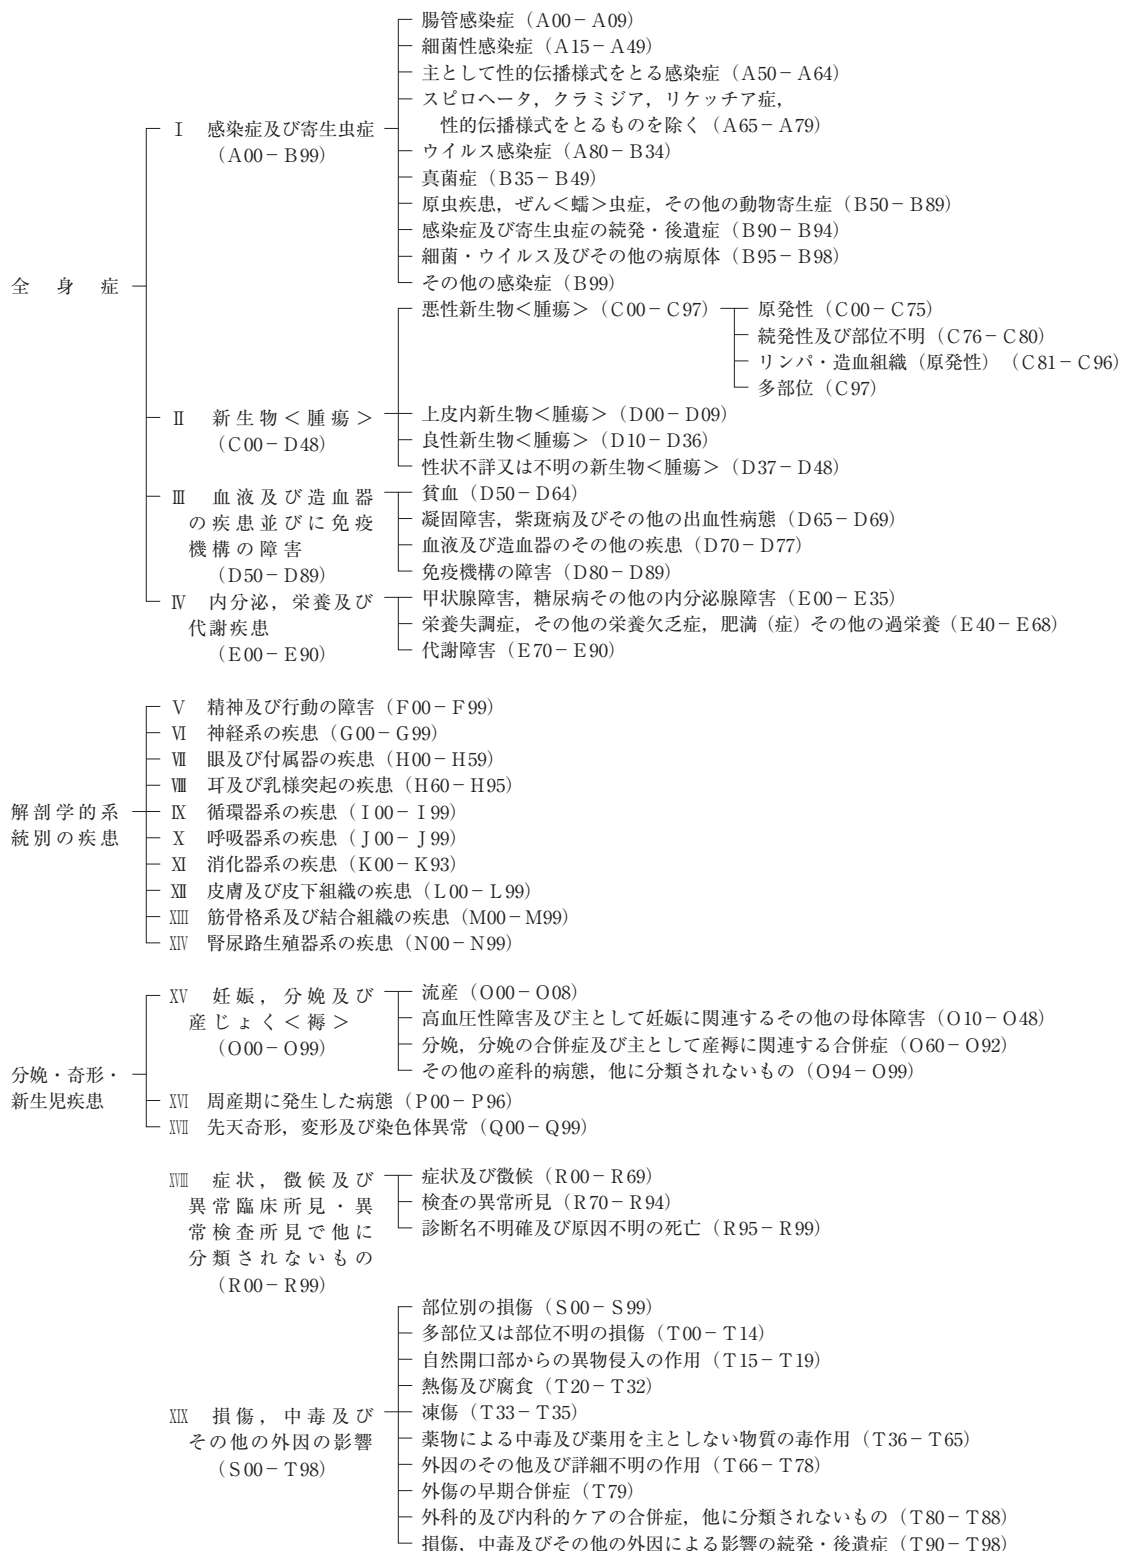 腸管感染症（A00－A09）
細菌性感染症（A15－A49）
主として性的伝播様式をとる感染症（A50－A64）
スピロヘータ，クラミジア，リケッチア症，
性的伝播様式をとるものを除く（A65－A79）
Ⅰ 感染症及び寄生虫症
（A00－B99）
ウイルス感染症（A80－B34）
真菌症（B35－B49）
原虫疾患，ぜん＜蠕＞虫症，その他の動物寄生症（B50－B89）
感染症及び寄生虫症の続発・後遺症（B90－B94）
細菌・ウイルス及びその他の病原体（B95－B98）
その他の感染症（B99）
全身症
悪性新生物＜腫瘍＞（C00－C97）
原発性（C00－C75）
続発性及び部位不明（C76－C80）
リンパ・造血組織（原発性）（C81－C96）
多部位（C97）
Ⅱ 新生物＜腫瘍＞
（C00－D48）
上皮内新生物＜腫瘍＞（D00－D09）
良性新生物＜腫瘍＞（D10－D36）
性状不詳又は不明の新生物＜腫瘍＞（D37－D48）
Ⅲ 血液及び造血器
の疾患並びに免疫
機構の障害
（D50－D89）
貧血（D50－D64）
凝固障害，紫斑病及びその他の出血性病態（D65－D69）
血液及び造血器のその他の疾患（D70－D77）
免疫機構の障害（D80－D89）
Ⅳ 内分泌，栄養及び
代謝疾患
（E00－E90）
甲状腺障害，糖尿病その他の内分泌腺障害（E00－E35）
栄養失調症，その他の栄養欠乏症，肥満（症）その他の過栄養（E40－E68）
代謝障害（E70－E90）
解剖学的系
統別の疾患
Ⅴ 精神及び行動の障害（F00－F99）
Ⅵ 神経系の疾患（G00－G99）
Ⅶ 眼及び付属器の疾患（H00－H59）
Ⅷ 耳及び乳様突起の疾患（H60－H95）
Ⅸ 循環器系の疾患（I00－I99）
Ⅹ 呼吸器系の疾患（J00－J99）
Ⅺ 消化器系の疾患（K00－K93）
Ⅻ 皮膚及び皮下組織の疾患（L00－L99）
XIII 筋骨格系及び結合組織の疾患（M00－M99）
XIV 腎尿路生殖器系の疾患（N00－N99）
分娩・奇形・
新生児疾患
XV 妊娠，分娩及び
産じょく＜褥＞
（O00－O99）
流産（O00－O08）
高血圧性障害及び主として妊娠に関連するその他の母体障害（O10－O48）
分娩，分娩の合併症及び主として産褥に関連する合併症（O60－O92）
その他の産科的病態，他に分類されないもの（O94－O99）
XVI 周産期に発生した病態（P00－P96）
XVII 先天奇形，変形及び染色体異常（Q00－Q99）
XVIII 症状，徴候及び
異常臨床所見・異
常検査所見で他に
分類されないもの
（R00－R99）
症状及び徴候（R00－R69）
検査の異常所見（R70－R94）
診断名不明確及び原因不明の死亡（R95－R99）
XIX 損傷，中毒及び
その他の外因の影響
（S00－T98）
部位別の損傷（S00－S99）
多部位又は部位不明の損傷（T00－T14）
自然開口部からの異物侵入の作用（T15－T19）
熱傷及び腐食（T20－T32）
凍傷（T33－T35）
薬物による中毒及び薬用を主としない物質の毒作用（T36－T65）
外因のその他及び詳細不明の作用（T66－T78）
外傷の早期合併症（T79）
外科的及び内科的ケアの合併症，他に分類されないもの（T80－T88）
損傷，中毒及びその他の外因による影響の続発・後遺症（T90－T98）